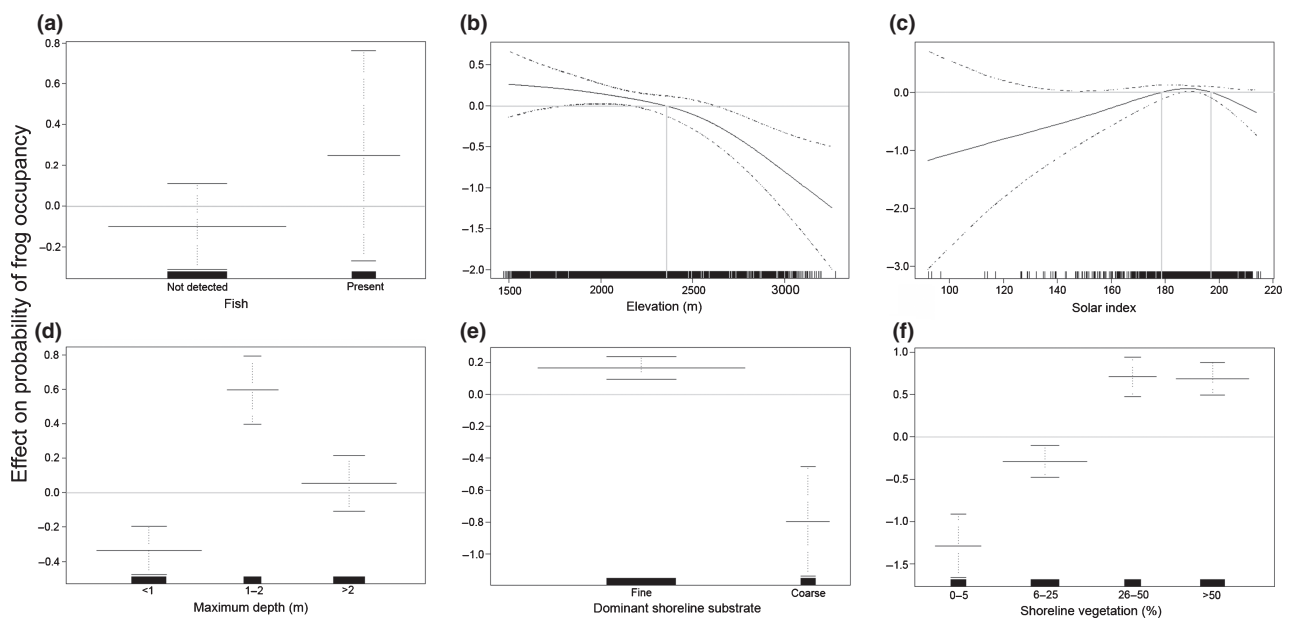 Effect on probability of frog occupancy
(a)
0.8
0.6
0.4
0.2
0.0
–0.2
Not detected Present
Fish
(b)
0.5
0.0
–0.5
–1.0
–1.5
–2.0
1500 2000 2500 3000
Elevation (m)
(c)
0.0
–1.0
–2.0
–3.0
100 120 140 160 180 200 220
Solar index
(d)
0.8
0.6
0.4
0.2
0.0
–0.2
–0.4
<1 1–2 >2
Maximum depth (m)
(e)
0.2
0.0
–0.2
–0.4
–0.6
–0.8
–1.0
Fine Coarse
Dominant shoreline substrate
(f)
1.0
0.5
0.0
–0.5
–1.0
–1.5
0–5 6–25 26–50 >50
Shoreline vegetation (%)